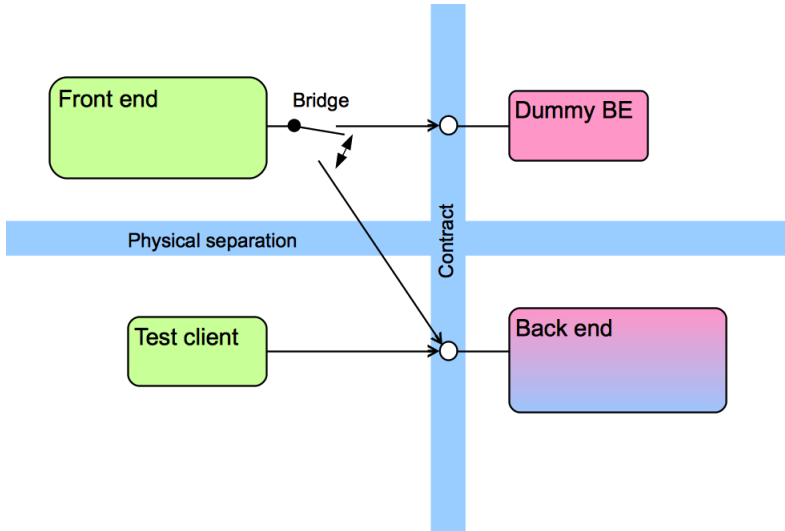 Front end
Bridge
Dummy BE
Physical separation
Contract
Test client
Back end